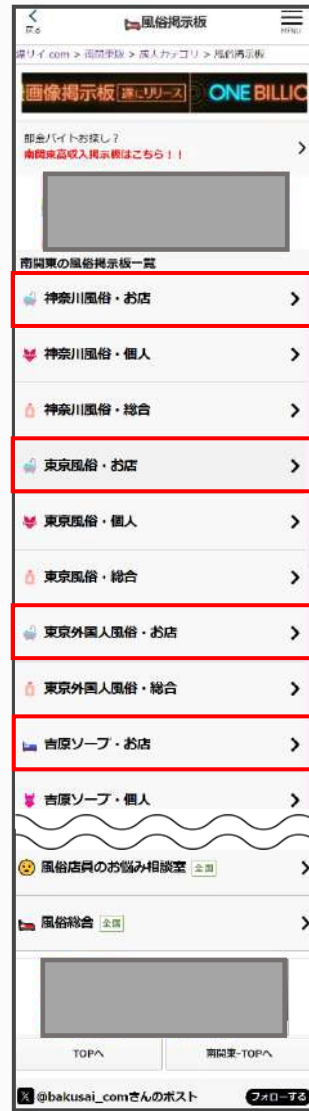 戻る
風俗掲示板
MENU
爆サイ.com > 南関東版 > 成人カテゴリ > 風俗掲示板
画像掲示板 遂にリリース ONE BILLIC
南関東高収入掲示板はこちら！！
南関東の風俗掲示板一覧
神奈川風俗・お店
神奈川風俗・個人
神奈川風俗・総合
東京風俗・お店
東京風俗・個人
東京風俗・総合
東京外国人風俗・お店
東京外国人風俗・総合
吉原ソープ・お店
吉原ソープ・個人
風俗店員のお悩み相談室 全国
風俗総合 全国
TOPへ
南関東-TOPへ
@bakusai_comさんのポスト
フォローする